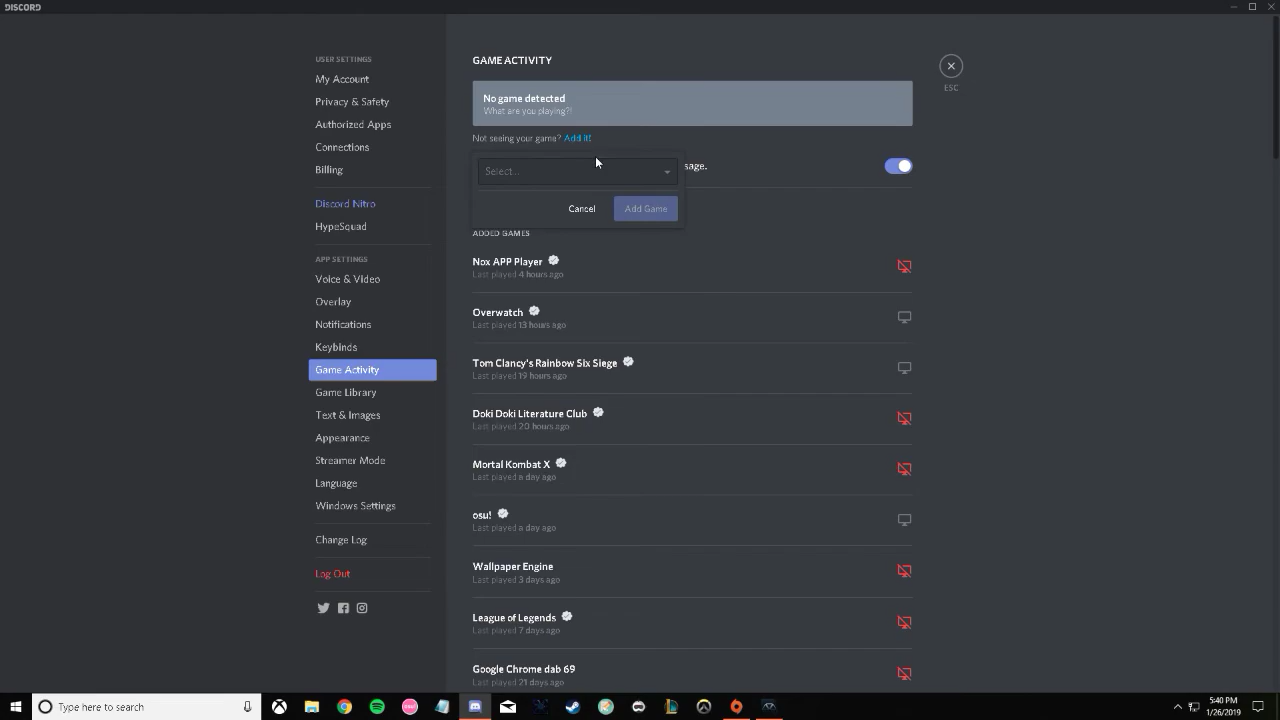 DISCORD
USER SETTINGS
My Account
Privacy & Safety
Authorized Apps
Connections
Billing
Discord Nitro
HypeSquad
APP SETTINGS
Voice & Video
Overlay
Notifications
Keybinds
Game Activity
Game Library
Text & Images
Appearance
Streamer Mode
Language
Windows Settings
Change Log
Log Out
GAME ACTIVITY
No game detected
What are you playing?!
Not seeing your game? Add it!
sage.
Select...
Cancel
Add Game
ADDED GAMES
Nox APP Player
Last played 4 hours ago
Overwatch
Last played 13 hours ago
Tom Clancy's Rainbow Six Siege
Last played 19 hours ago
Doki Doki Literature Club
Last played 20 hours ago
Mortal Kombat X
Last played a day ago
osu!
Last played a day ago
Wallpaper Engine
Last played 3 days ago
League of Legends
Last played 7 days ago
Google Chrome dab 69
Last played 21 days ago
ESC
Type here to search
5:40 PM
1/26/2019